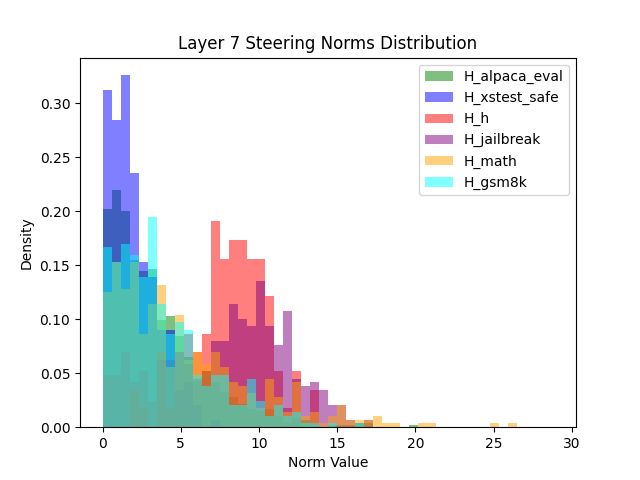 Layer 7 Steering Norms Distribution
H_alpaca_eval
H_xstest_safe
H_h
H_jailbreak
H_math
H_gsm8k
0.30
0.25
0.20
0.15
0.10
0.05
0.00
Density
0 5 10 15 20 25 30
Norm Value